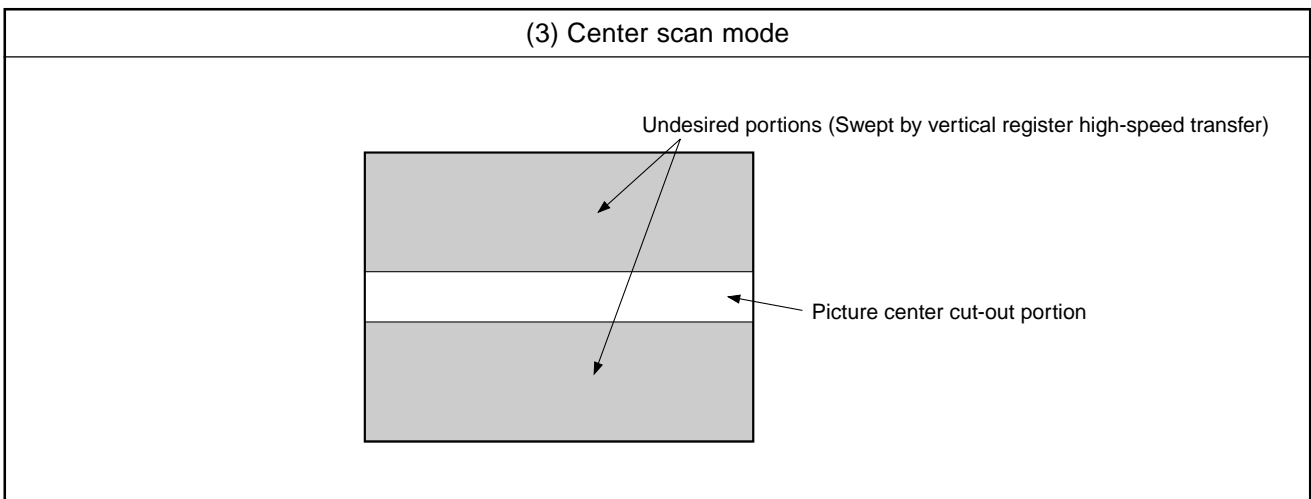 (3) Center scan mode
Undesired portions (Swept by vertical register high-speed transfer)
Picture center cut-out portion